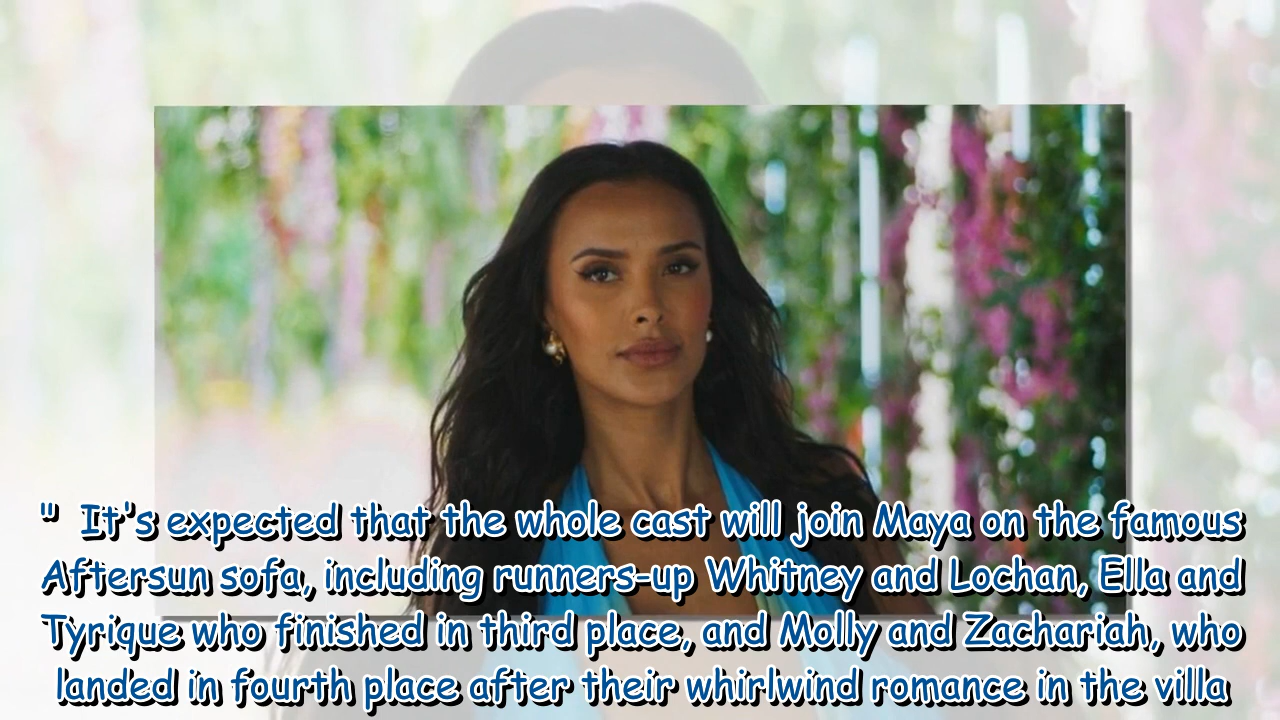 "  It's expected that the whole cast will join Maya on the famous
Aftersun sofa, including runners-up Whitney and Lochan, Ella and
Tyrique who finished in third place, and Molly and Zachariah, who
landed in fourth place after their whirlwind romance in the villa